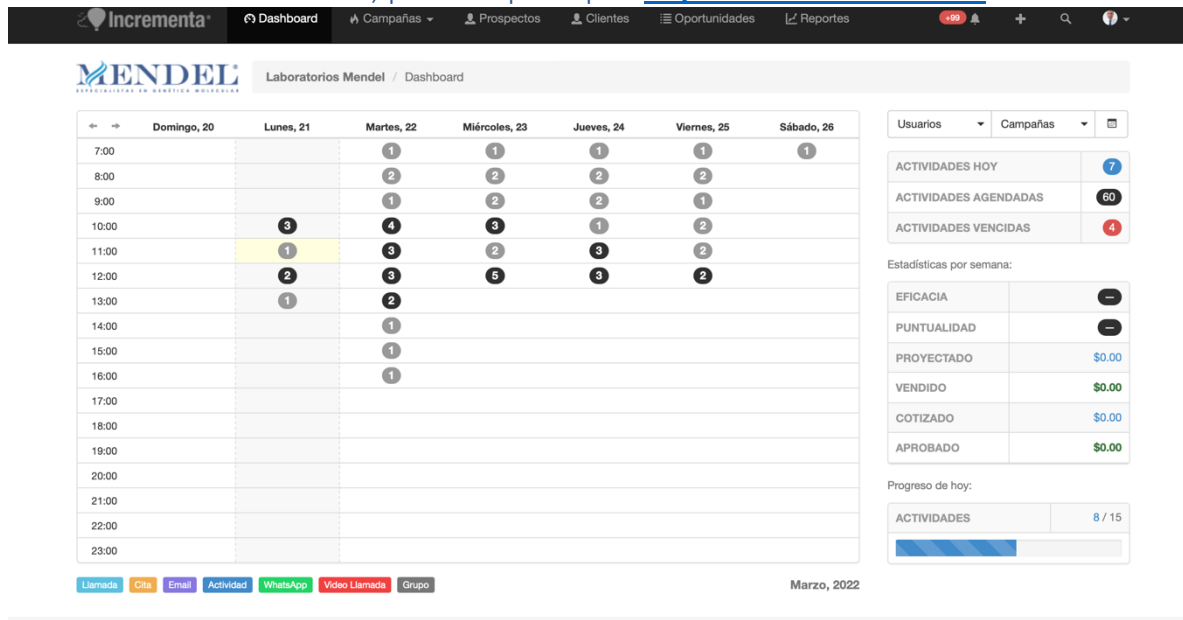 Incrementa Dashboard Campañas Prospectos Clientes Oportunidades Reportes +99
MENDEL Laboratorios Mendel / Dashboard
ESPECIALISTAS EN GENÉTICA MOLECULAR
Domingo, 20 Lunes, 21 Martes, 22 Miércoles, 23 Jueves, 24 Viernes, 25 Sábado, 26
7:00 1 1 1 1 1
8:00 2 2 2 2
9:00 1 2 2 1
10:00 3 4 3 1 2
11:00 1 3 2 3 2
12:00 2 3 5 3 2
13:00 1 2
14:00 1
15:00 1
16:00 1
17:00
18:00
19:00
20:00
21:00
22:00
23:00
Llamada Cita Email Actividad WhatsApp Video Llamada Grupo Marzo, 2022
Usuarios Campañas
ACTIVIDADES HOY 7
ACTIVIDADES AGENDADAS 60
ACTIVIDADES VENCIDAS 4
Estadísticas por semana:
EFICACIA –
PUNTUALIDAD –
PROYECTADO $0.00
VENDIDO $0.00
COTIZADO $0.00
APROBADO $0.00
Progreso de hoy:
ACTIVIDADES 8 / 15